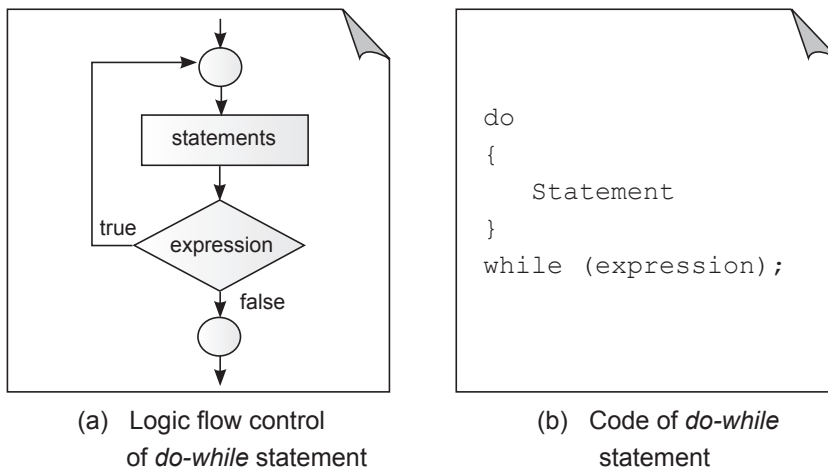 statements
true
expression
false
(a) Logic flow control
of do-while statement
do
{
Statement
}
while (expression);
(b) Code of do-while
statement